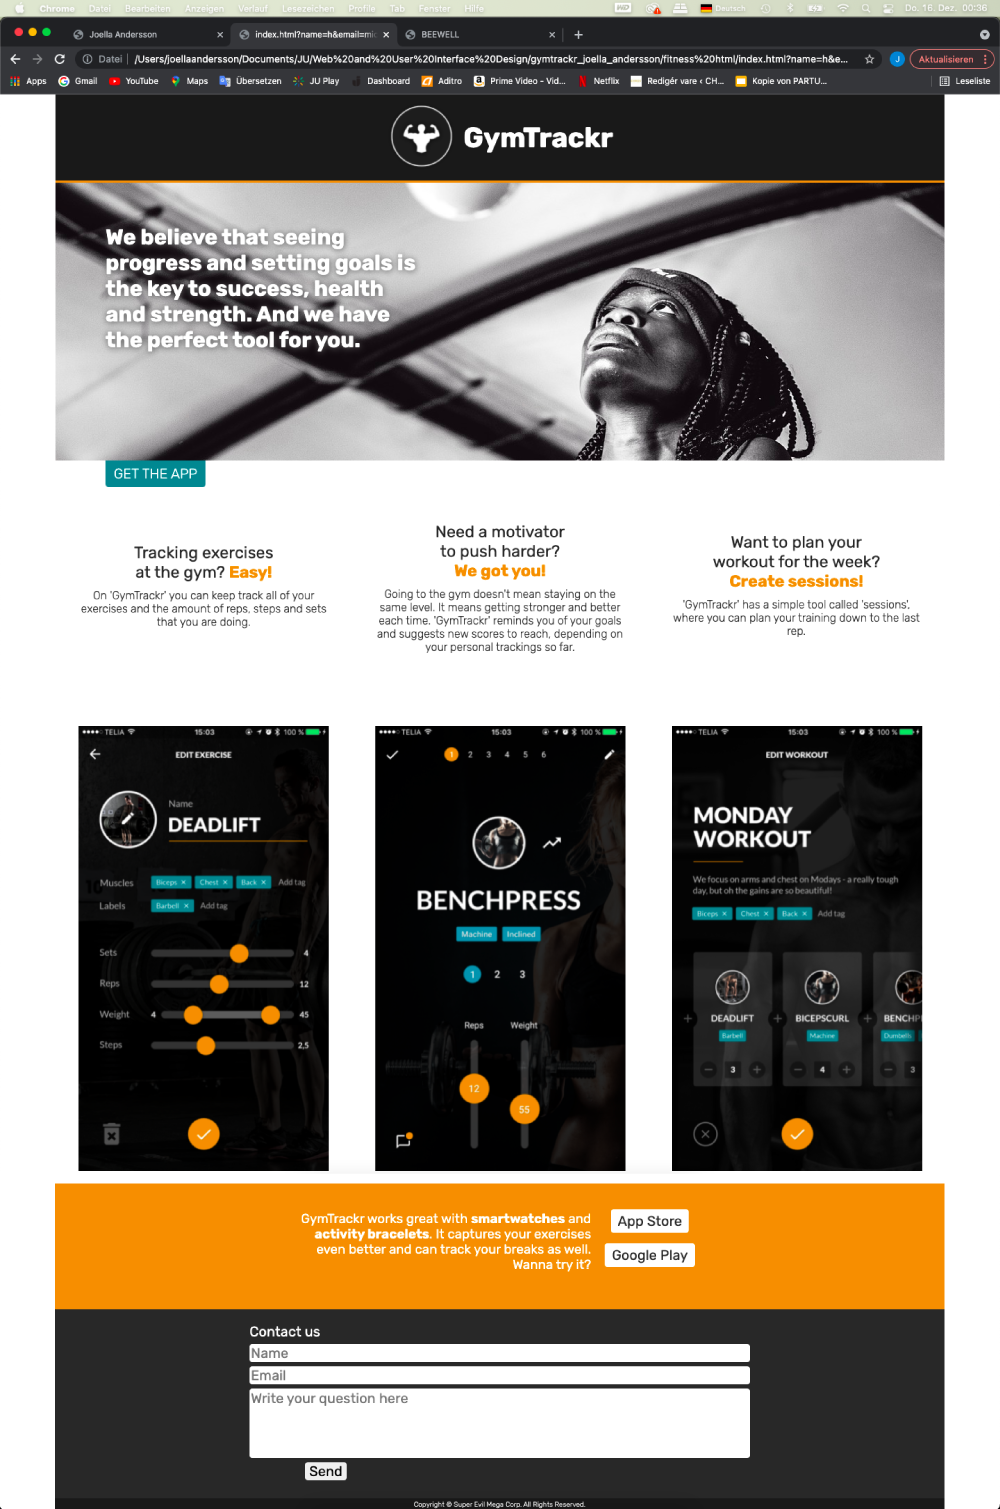 Chrome Datei Bearbeiten Anzeigen Verlauf Lesezeichen Profile Tab Fenster Hilfe Deutsch Do. 16. Dez. 00:36
Joella Andersson
index.html?name=h&email=mic
BEEWELL
Datei | /Users/joellaandersson/Documents/JU/Web%20and%20User%20Interface%20Design/gymtrackr_joella_andersson/fitness%20html/index.html?name=h&e...
J
Aktualisieren
Apps Gmail YouTube Maps Übersetzen JU Play Dashboard Aditro Prime Video - Vid... Netflix Redigér vare ‹ CH... Kopie von PARTU... Leseliste
GymTrackr
We believe that seeing
progress and setting goals is
the key to success, health
and strength. And we have
the perfect tool for you.
GET THE APP
Tracking exercises
at the gym? Easy!
On 'GymTrackr' you can keep track all of your
exercises and the amount of reps, steps and sets
that you are doing.
Need a motivator
to push harder?
We got you!
Going to the gym doesn't mean staying on the
same level. It means getting stronger and better
each time. 'GymTrackr' reminds you of your goals
and suggests new scores to reach, depending on
your personal trackings so far.
Want to plan your
workout for the week?
Create sessions!
'GymTrackr' has a simple tool called 'sessions',
where you can plan your training down to the last
rep.
TELIA 15:03 100 %
EDIT EXERCISE
Name
DEADLIFT
Muscles Biceps × Chest × Back × Add tag
Labels Barbell × Add tag
Sets 4
Reps 12
Weight 4 45
Steps 2,5
TELIA 15:03 100 %
1 2 3 4 5 6
BENCHPRESS
Machine Inclined
1 2 3
Reps Weight
12
55
TELIA 15:03 100 %
EDIT WORKOUT
MONDAY
WORKOUT
We focus on arms and chest on Modays - a really tough
day, but oh the gains are so beautiful!
Biceps × Chest × Back × Add tag
DEADLIFT BICEPSCURL BENCHP
Barbell Machine Dumbells
3 4 3
GymTrackr works great with smartwatches and
activity bracelets. It captures your exercises
even better and can track your breaks as well.
Wanna try it?
App Store
Google Play
Contact us
Name
Email
Write your question here
Send
Copyright © Super Evil Mega Corp. All Rights Reserved.